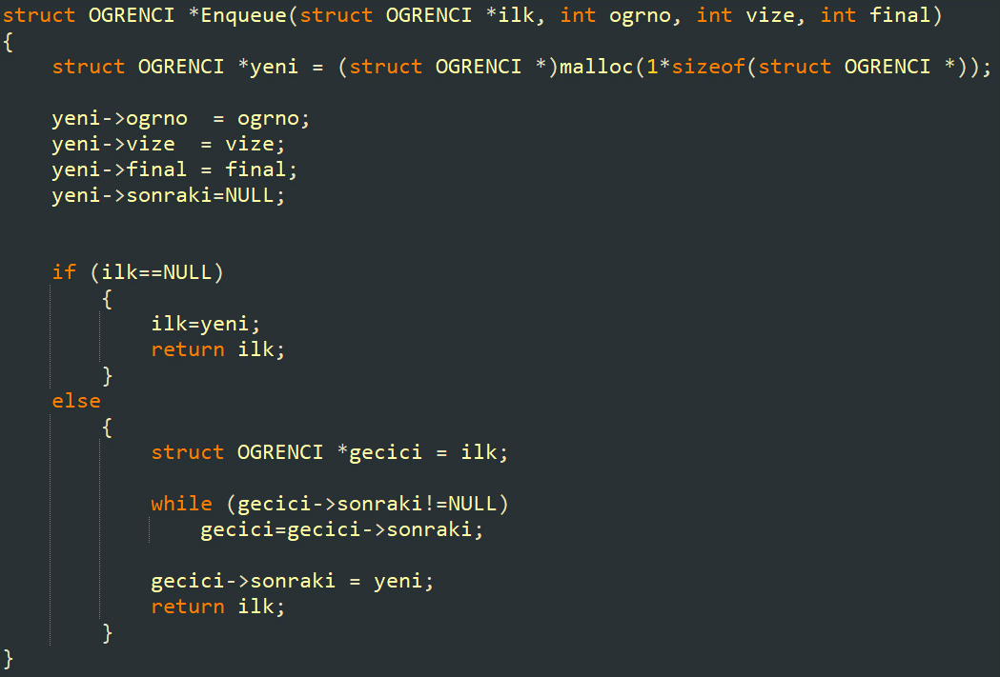 struct OGRENCI *Enqueue(struct OGRENCI *ilk, int ogrno, int vize, int final)
{
    struct OGRENCI *yeni = (struct OGRENCI *)malloc(1*sizeof(struct OGRENCI *));
    yeni->ogrno  = ogrno;
    yeni->vize  = vize;
    yeni->final = final;
    yeni->sonraki=NULL;
    if (ilk==NULL)
        {
            ilk=yeni;
            return ilk;
        }
    else
        {
            struct OGRENCI *gecici = ilk;
            while (gecici->sonraki!=NULL)
                gecici=gecici->sonraki;
            gecici->sonraki = yeni;
            return ilk;
        }
}